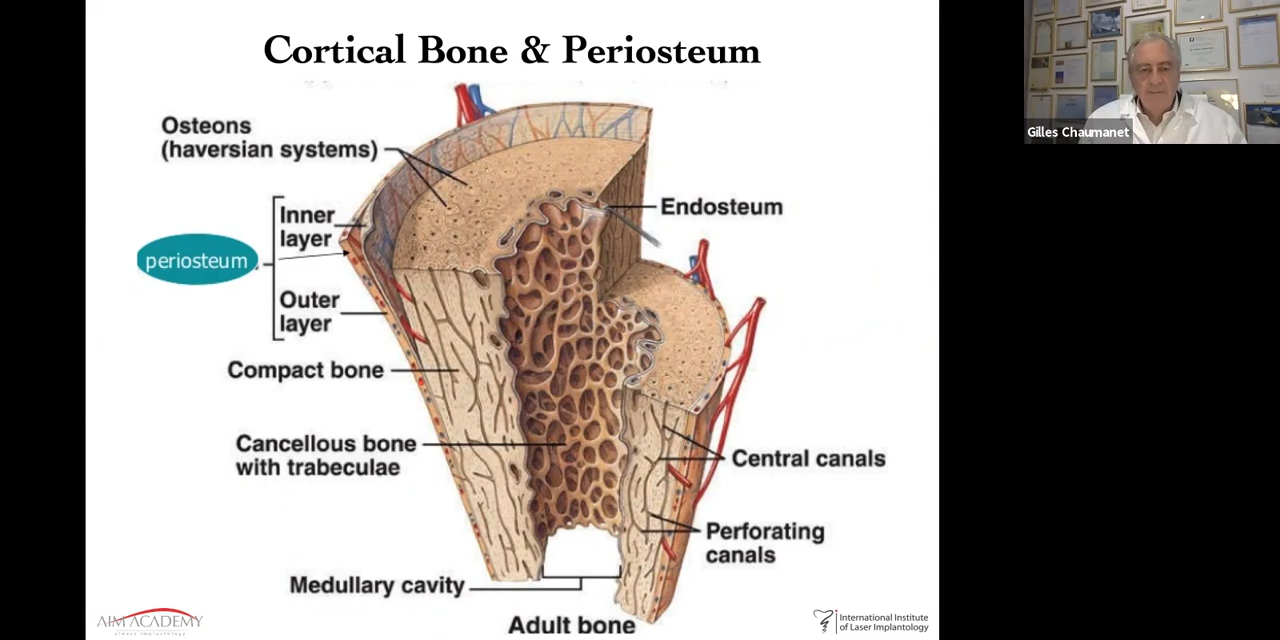 Cortical Bone & Periosteum
Osteons
(haversian systems)
Inner
layer
periosteum
Outer
layer
Compact bone
Cancellous bone
with trabeculae
Medullary cavity
Adult bone
Endosteum
Central canals
Perforating
canals
AIM ACADEMY
International Institute
of Laser Implantology
Gilles Chaumanet